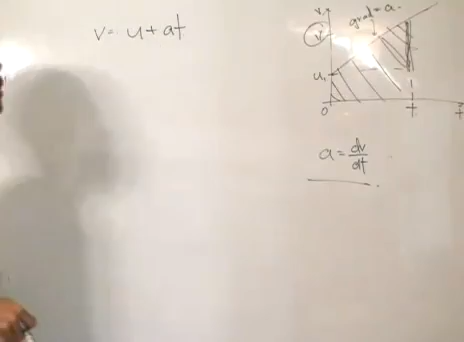 v = u + at
v
grad = a
v
u
0
t
t
a = dv/dt